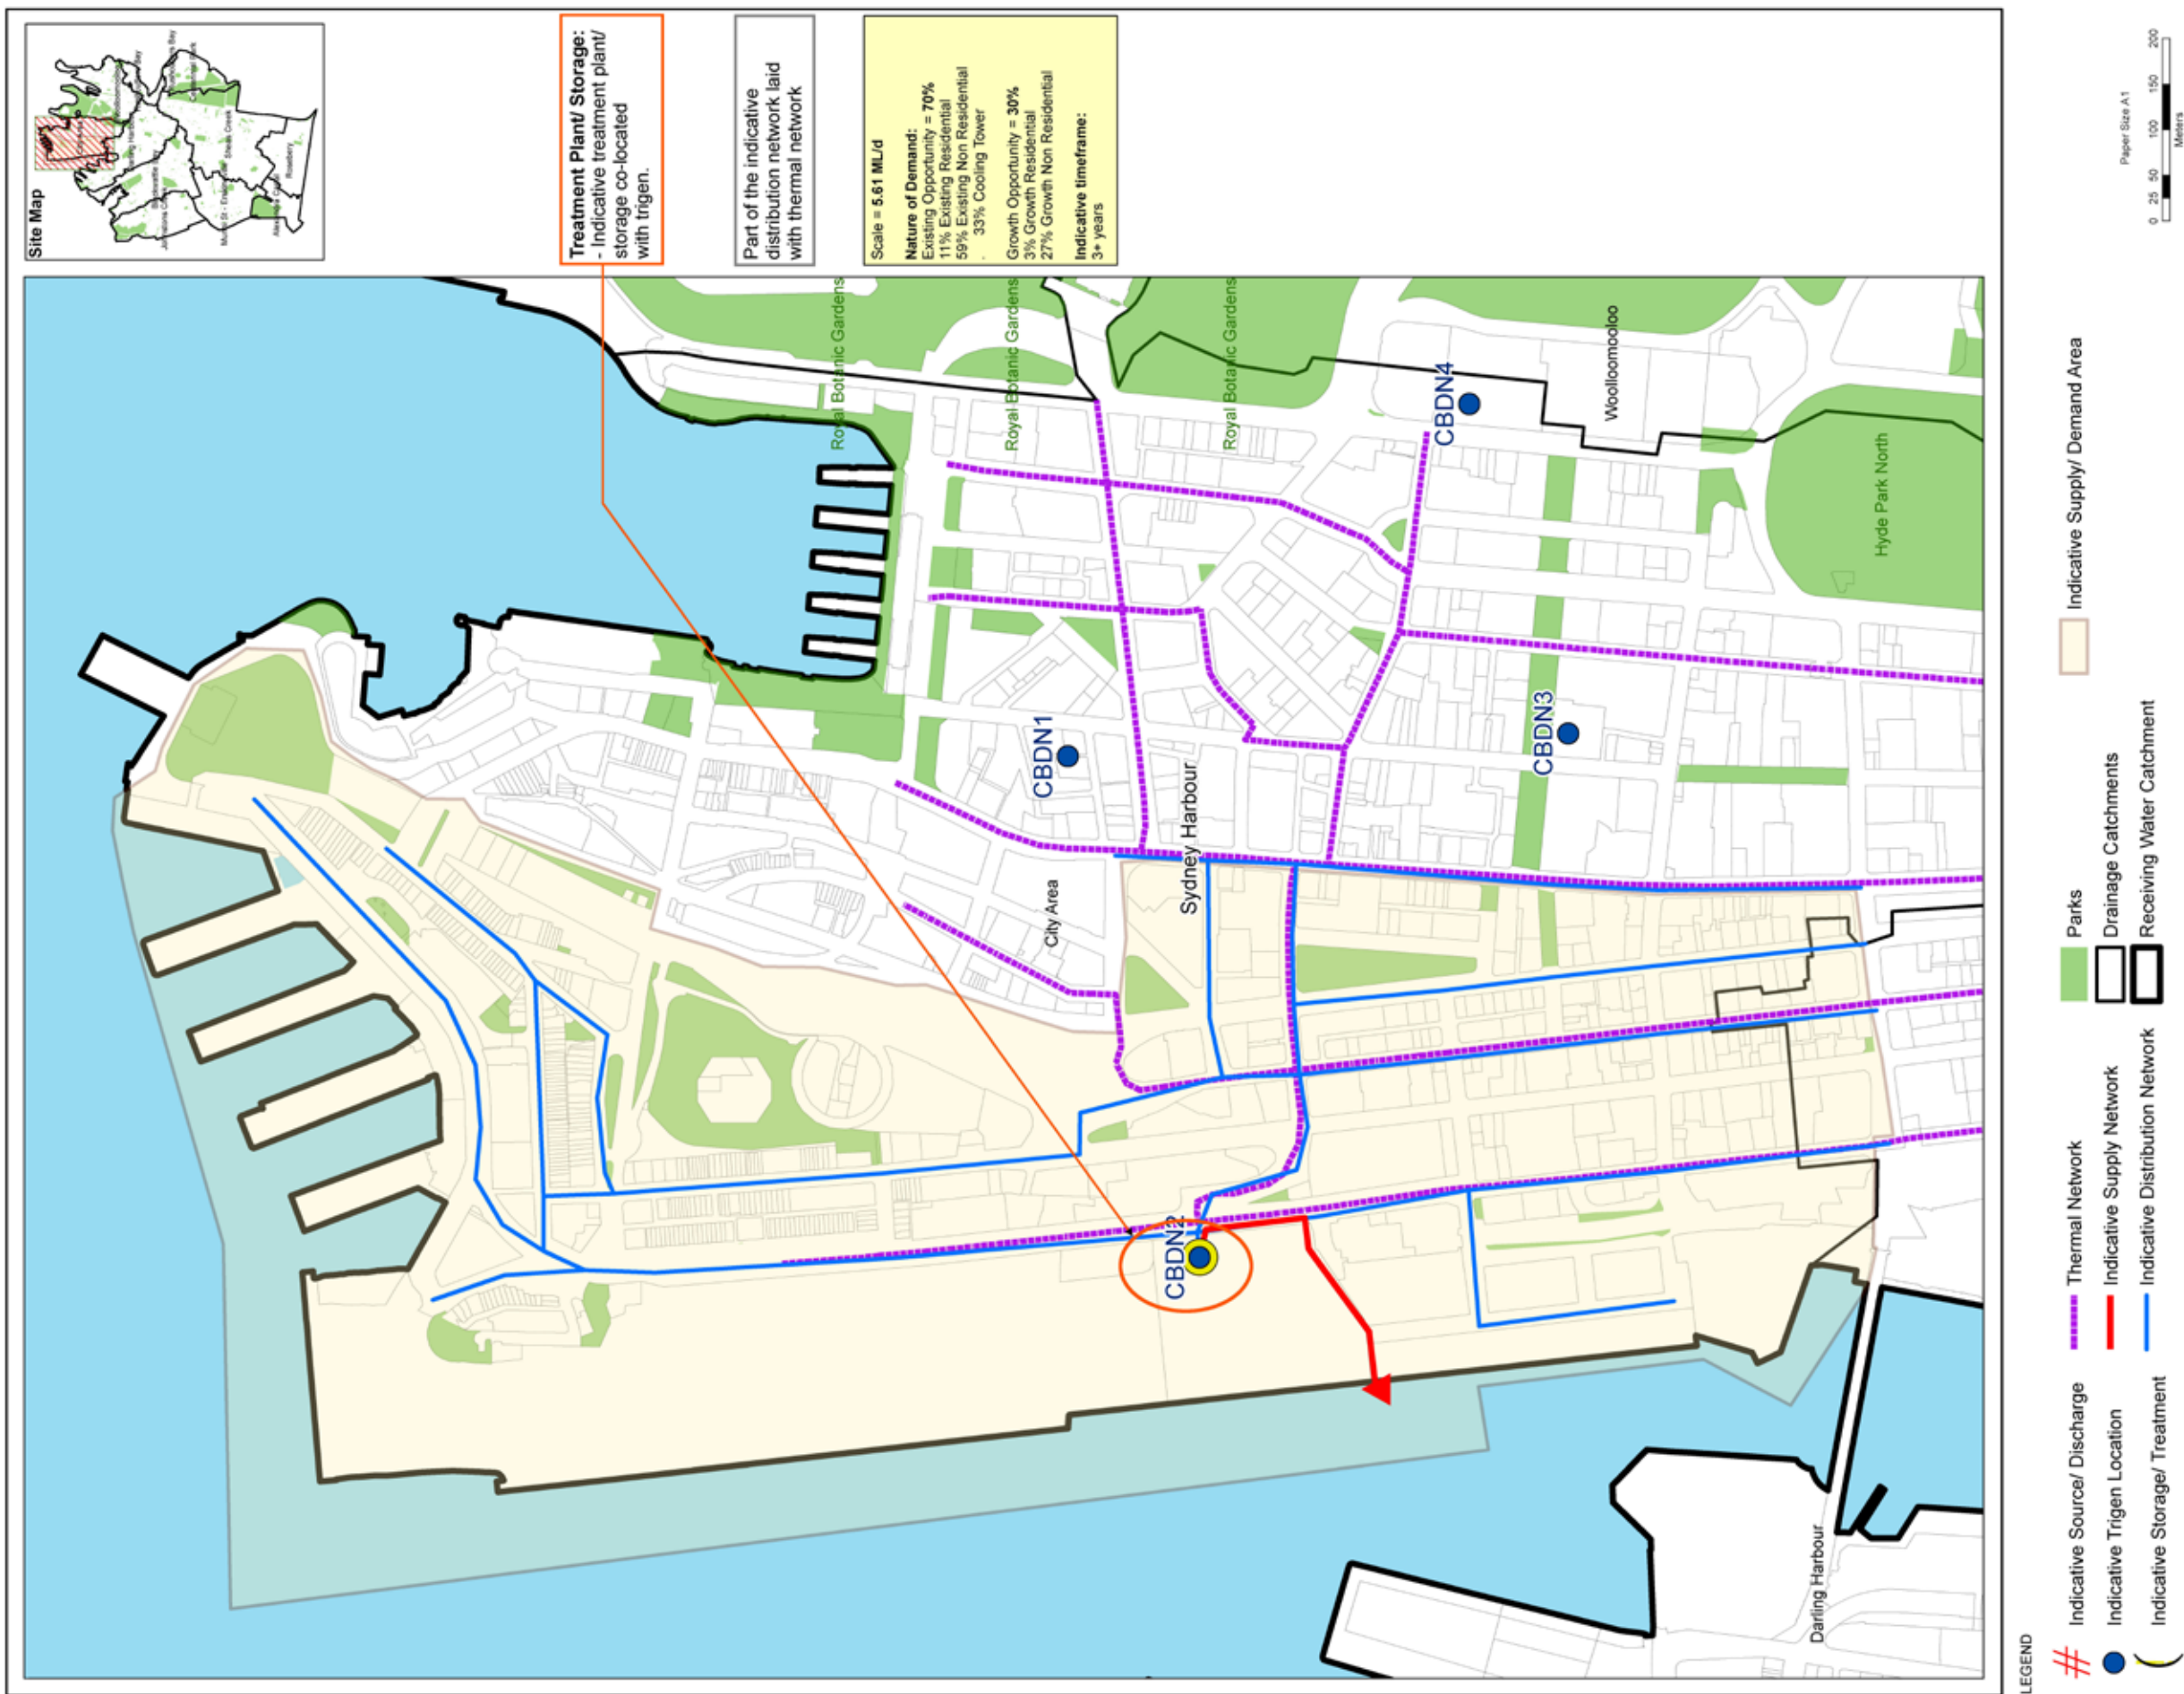 Site Map
Treatment Plant/ Storage:
- Indicative treatment plant/
storage co-located
with trigen.
Part of the indicative
distribution network laid
with thermal network
Scale = 5.61 ML/d
Nature of Demand:
Existing Opportunity = 70%
11% Existing Residential
59% Existing Non Residential
. 33% Cooling Tower
Growth Opportunity = 30%
3% Growth Residential
27% Growth Non Residential
Indicative timeframe:
3+ years
Royal Botanic Gardens
Royal Botanic Gardens
Royal Botanic Gardens
CBDN1
CBDN4
Woolloomooloo
Hyde Park North
CBDN3
Sydney Harbour
City Area
CBDN2
Darling Harbour
LEGEND
Indicative Source/ Discharge
Indicative Trigen Location
Indicative Storage/ Treatment
Thermal Network
Indicative Supply Network
Indicative Distribution Network
Parks
Drainage Catchments
Receiving Water Catchment
Indicative Supply/ Demand Area
Paper Size A1
0 25 50 100 150 200
Meters
Sheas Creek
Rosebery